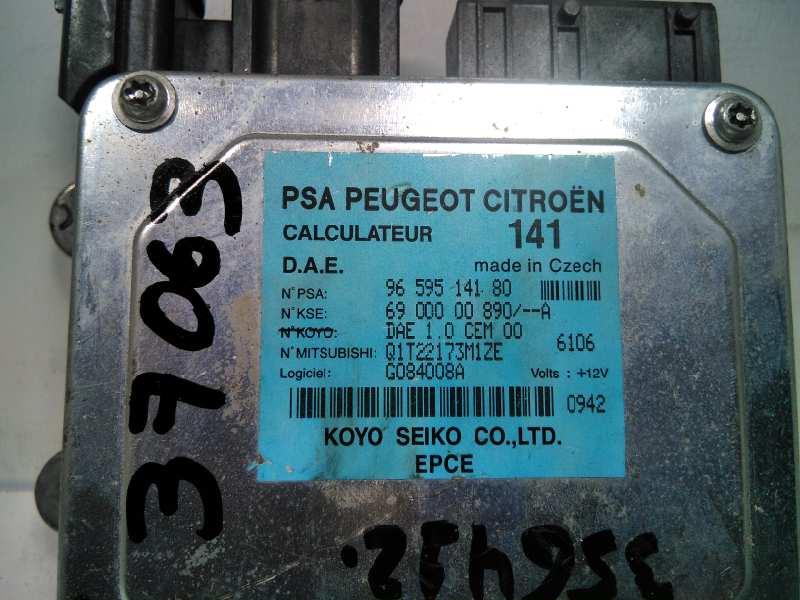 PSA PEUGEOT CITROËN
CALCULATEUR 141
D.A.E. made in Czech
N°PSA: 96 595 141 80
N°KSE: 69 000 00 890/--A
N°KOYO: DAE 1.0 CEM 00
N°MITSUBISHI: Q1T22173M1ZE 6106
Logiciel: G084008A Volts : +12V
0942
KOYO SEIKO CO.,LTD.
EPCE
37063